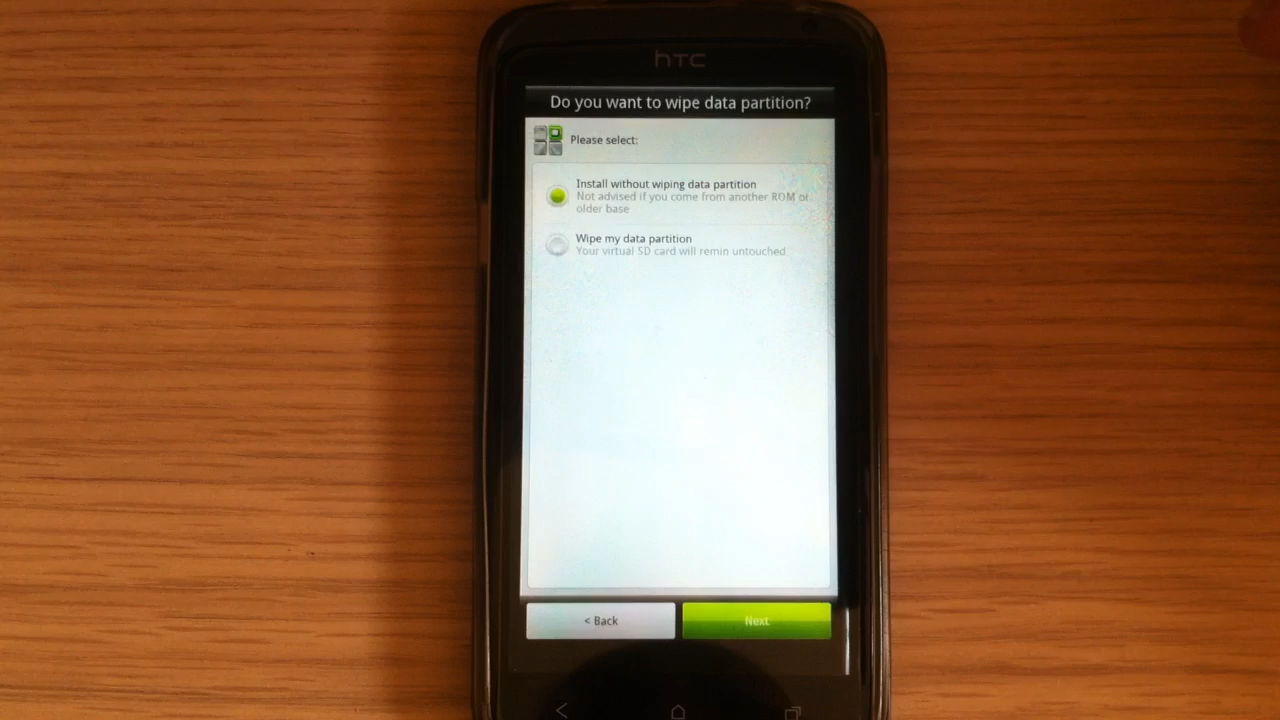 hTC
Do you want to wipe data partition?
Please select:
Install without wiping data partition
Not advised if you come from another ROM or
older base
Wipe my data partition
Your virtual SD card will remin untouched
< Back
Next